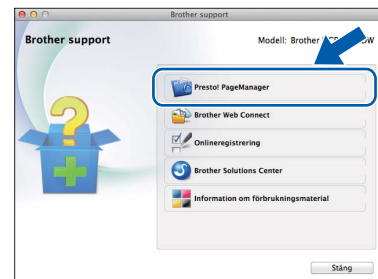 Brother support
Brother support
Modell: Brother
Presto! PageManager
Brother Web Connect
Onlineregistrering
Brother Solutions Center
Information om förbrukningsmaterial
Stäng